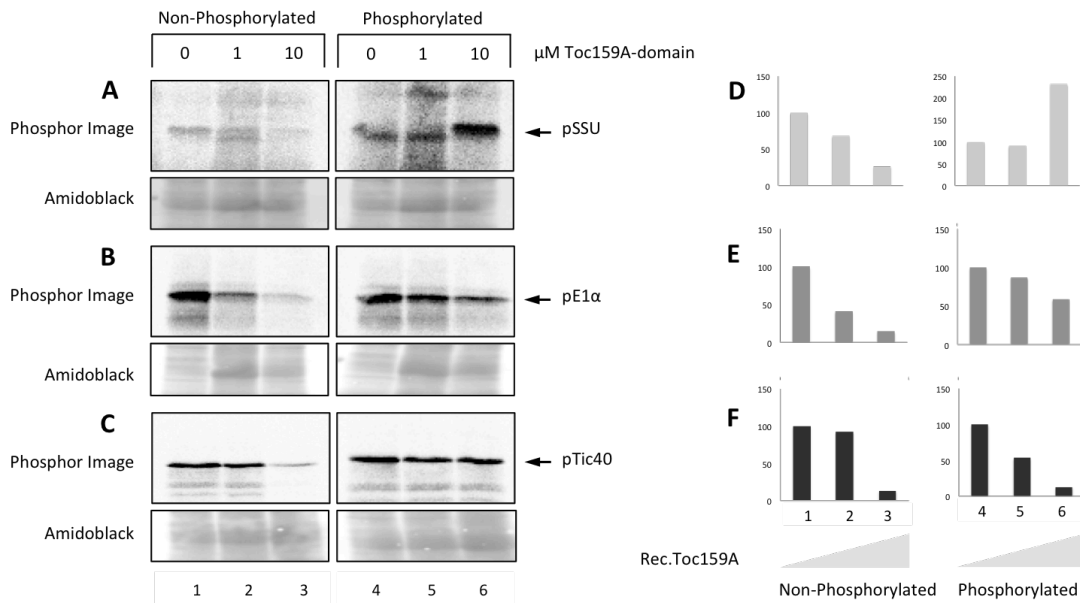 Non-Phosphorylated Phosphorylated
0 1 10 0 1 10 µM Toc159A-domain
A
Phosphor Image pSSU
Amidoblack
B
Phosphor Image pE1α
Amidoblack
C
Phosphor Image pTic40
Amidoblack
1 2 3 4 5 6
D
150
100
50
0
250
200
150
100
50
0
E
150
100
50
0
150
100
50
0
F
150
100
50
0
150
100
50
0
1 2 3 4 5 6
Rec.Toc159A
Non-Phosphorylated Phosphorylated